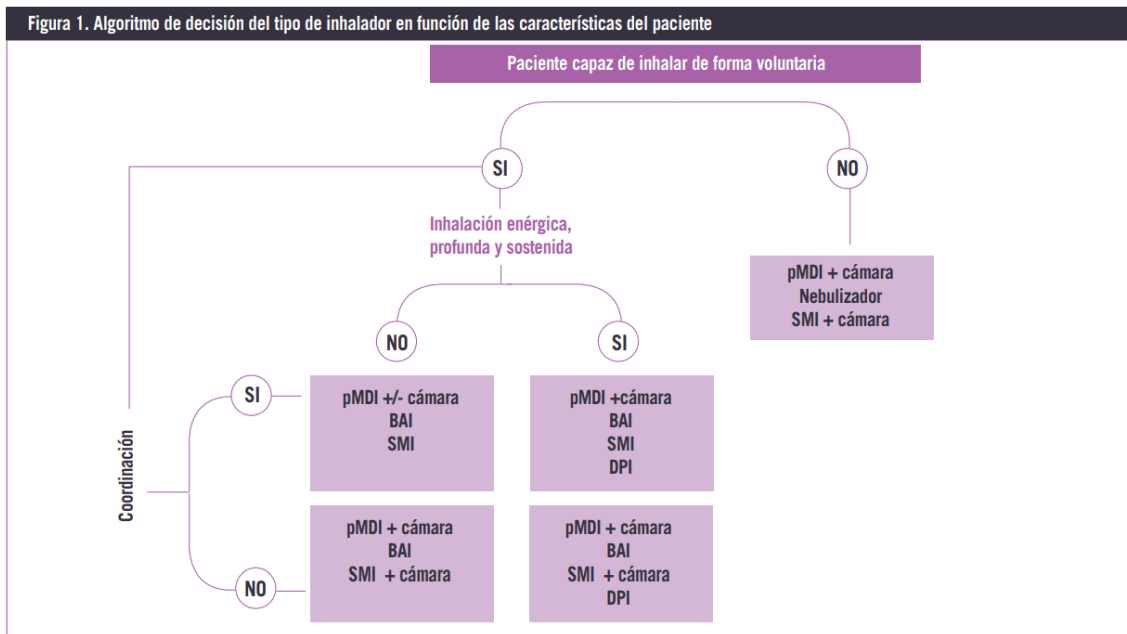 Figura 1. Algoritmo de decisión del tipo de inhalador en función de las características del paciente
Paciente capaz de inhalar de forma voluntaria
SI
NO
Inhalación enérgica,
profunda y sostenida
pMDI + cámara
Nebulizador
SMI + cámara
NO
SI
Coordinación
SI
pMDI +/- cámara
BAI
SMI
pMDI +cámara
BAI
SMI
DPI
NO
pMDI + cámara
BAI
SMI + cámara
pMDI + cámara
BAI
SMI + cámara
DPI